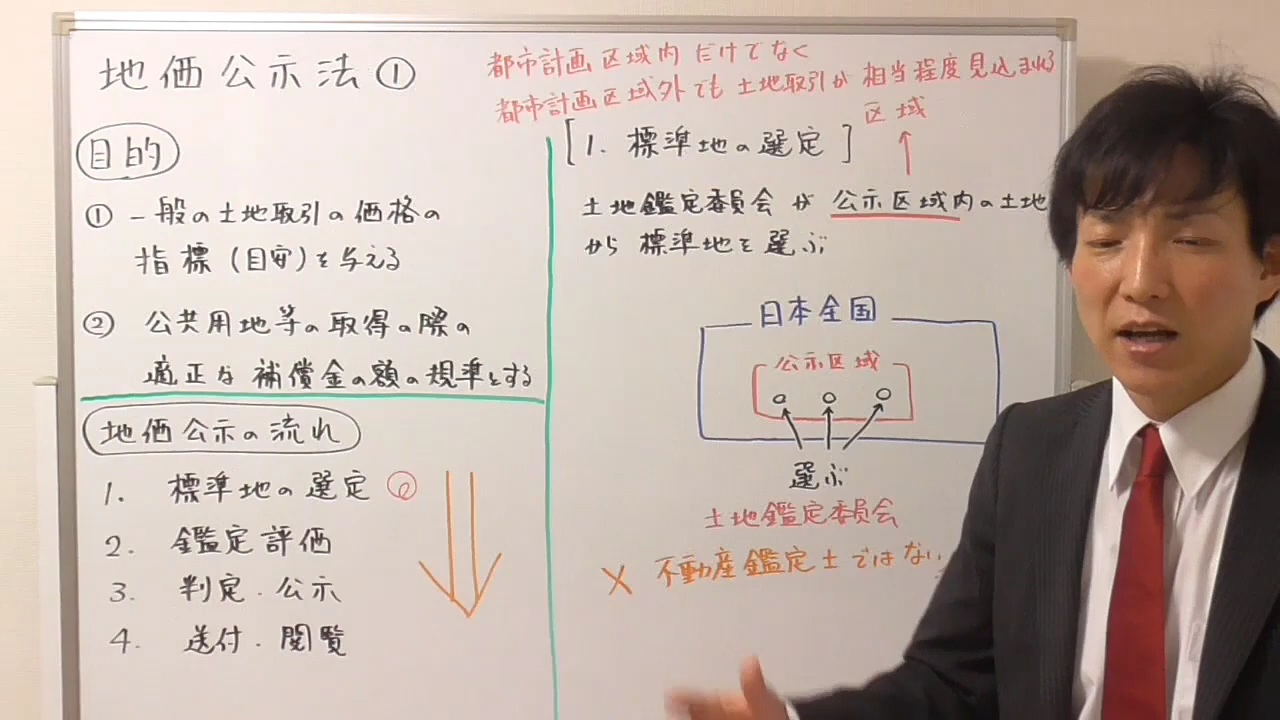 地価公示法①
目的
① 一般の土地取引の価格の
指標(目安)を与える
② 公共用地等の取得の際の
適正な補償金の額の規準とする
地価公示の流れ
1. 標準地の選定
2. 鑑定評価
3. 判定・公示
4. 送付・閲覧
都市計画区域内だけでなく
都市計画区域外でも土地取引が相当程度見込まれる
区域
[1. 標準地の選定]
土地鑑定委員会が公示区域内の土地
から標準地を選ぶ
日本全国
公示区域
選ぶ
土地鑑定委員会
× 不動産鑑定士ではない